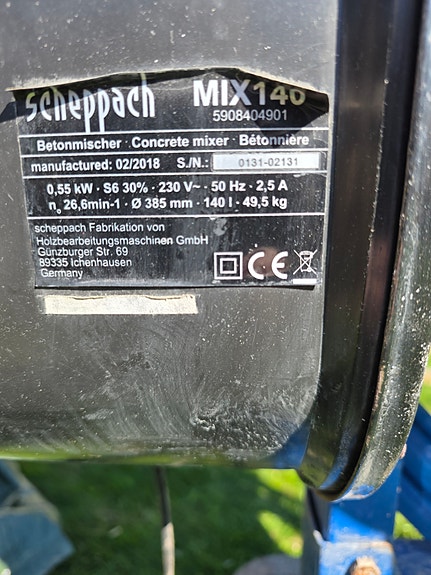 scheppach MIX140
5908404901
Betonmischer · Concrete mixer · Bétonnière
manufactured: 02/2018 S./N.: 0131-02131
0,55 kW · S6 30% · 230 V~ · 50 Hz · 2,5 A
n₀ 26,6min-1 · Ø 385 mm · 140 l · 49,5 kg
scheppach Fabrikation von
Holzbearbeitungsmaschinen GmbH
Günzburger Str. 69
89335 Ichenhausen
Germany
CE